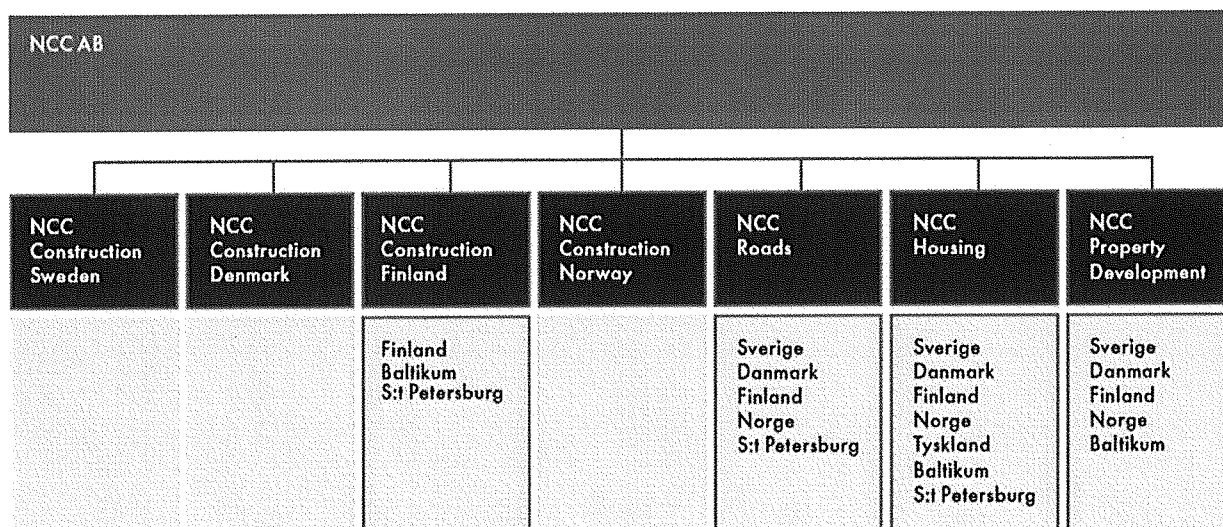 NCC AB
NCC
Construction
Sweden
NCC
Construction
Denmark
NCC
Construction
Finland
NCC
Construction
Norway
NCC
Roads
NCC
Housing
NCC
Property
Development
Finland
Baltikum
S:t Petersburg
Sverige
Danmark
Finland
Norge
S:t Petersburg
Sverige
Danmark
Finland
Norge
Tyskland
Baltikum
S:t Petersburg
Sverige
Danmark
Finland
Norge
Baltikum